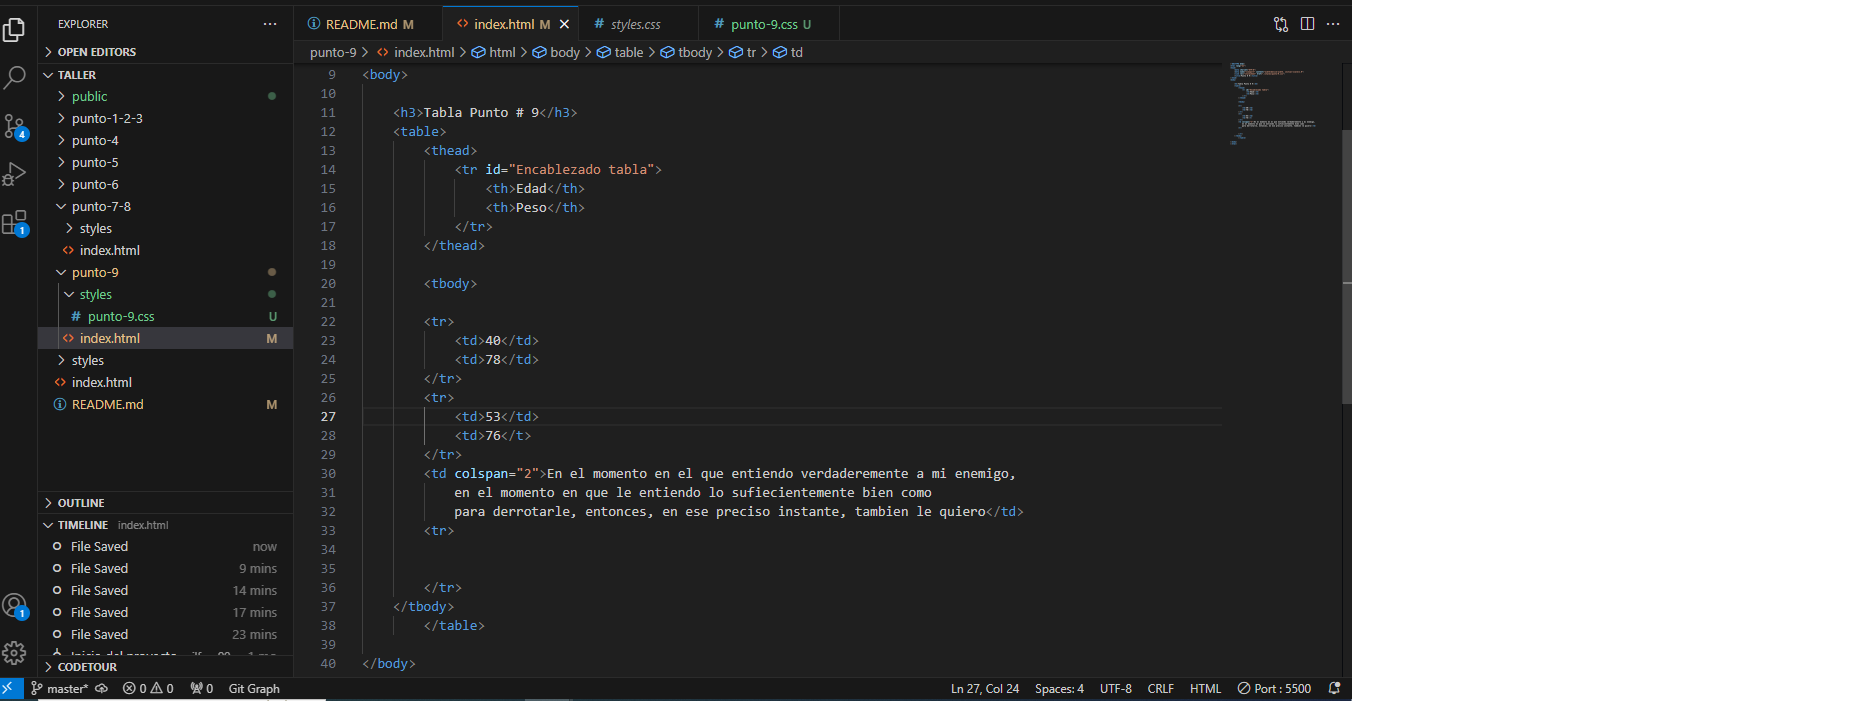 EXPLORER
OPEN EDITORS
TALLER
public
punto-1-2-3
punto-4
punto-5
punto-6
punto-7-8
styles
index.html
punto-9
styles
punto-9.css U
index.html M
styles
index.html
README.md M
OUTLINE
TIMELINE index.html
File Saved now
File Saved 9 mins
File Saved 14 mins
File Saved 17 mins
File Saved 23 mins
CODETOUR
4
1
1
README.md M
index.html M
styles.css
punto-9.css U
punto-9 > index.html > html > body > table > tbody > tr > td
9 <body>
10
11 <h3>Tabla Punto # 9</h3>
12 <table>
13 <thead>
14 <tr id="Encablezado tabla">
15 <th>Edad</th>
16 <th>Peso</th>
17 </tr>
18 </thead>
19
20 <tbody>
21
22 <tr>
23 <td>40</td>
24 <td>78</td>
25 </tr>
26 <tr>
27 <td>53</td>
28 <td>76</t>
29 </tr>
30 <td colspan="2">En el momento en el que entiendo verdaderemente a mi enemigo,
31 en el momento en que le entiendo lo sufiecientemente bien como
32 para derrotarle, entonces, en ese preciso instante, tambien le quiero</td>
33 <tr>
34
35
36 </tr>
37 </tbody>
38 </table>
39
40 </body>
master* 0 0 0 Git Graph Ln 27, Col 24 Spaces: 4 UTF-8 CRLF HTML Port : 5500